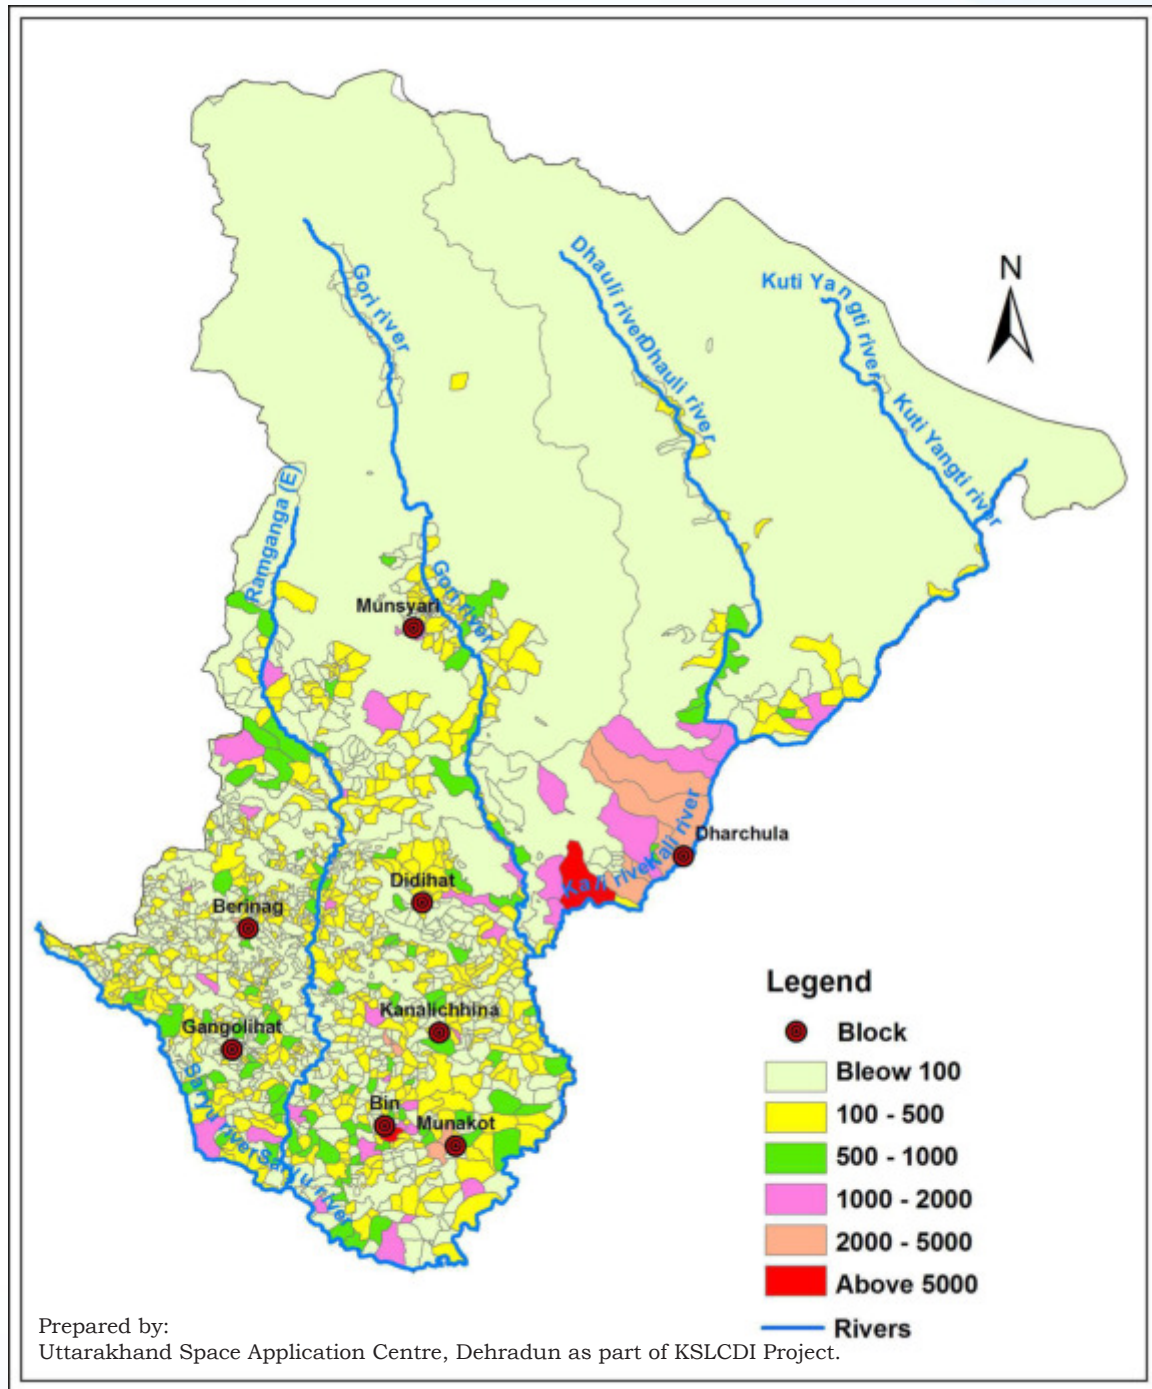 N
Dhauli river
Dhauli river
Kuti Yangti river
Kuti Yangti river
Gori river
Gori river
Ramganga (E)
Munsyari
Dharchula
Kali river
Kali river
Didihat
Berinag
Kanalichhina
Gangolihat
Bin
Munakot
Saryu river
Saryu river
Legend
Block
Bleow 100
100 - 500
500 - 1000
1000 - 2000
2000 - 5000
Above 5000
Rivers
Prepared by:
Uttarakhand Space Application Centre, Dehradun as part of KSLCDI Project.